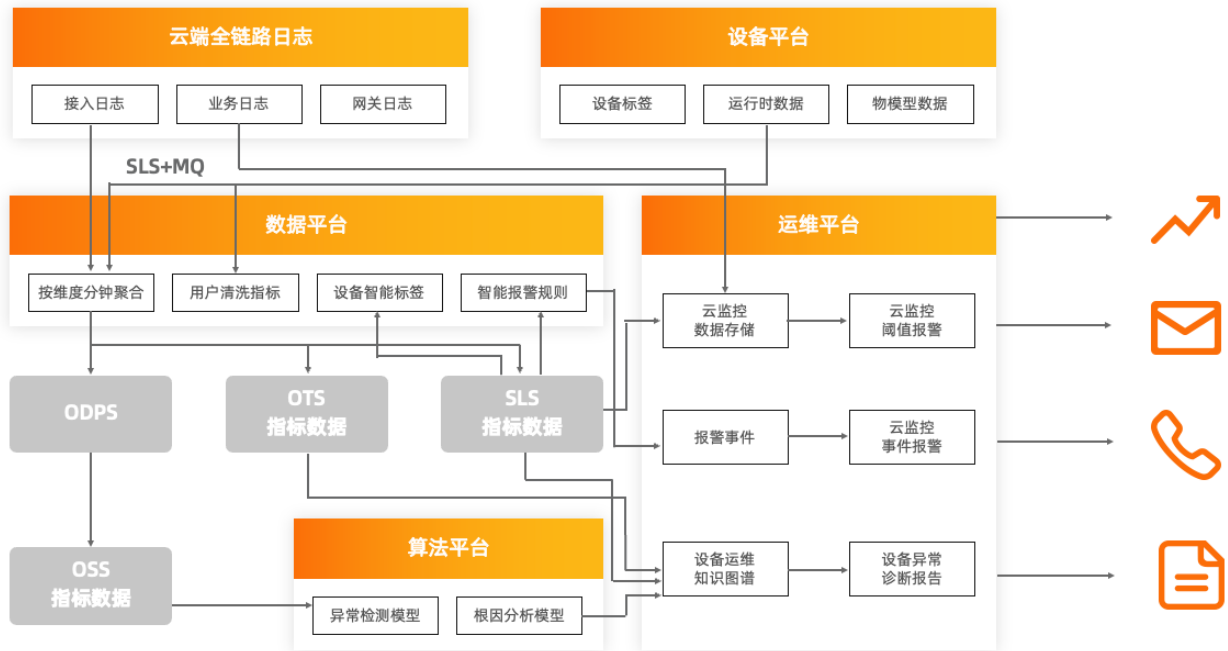 云端全链路日志
设备平台
接入日志
业务日志
网关日志
设备标签
运行时数据
物模型数据
SLS+MQ
数据平台
运维平台
按维度分钟聚合
用户清洗指标
设备智能标签
智能报警规则
云监控
数据存储
云监控
阈值报警
ODPS
OTS
指标数据
SLS
指标数据
报警事件
云监控
事件报警
算法平台
OSS
指标数据
异常检测模型
根因分析模型
设备运维
知识图谱
设备异常
诊断报告